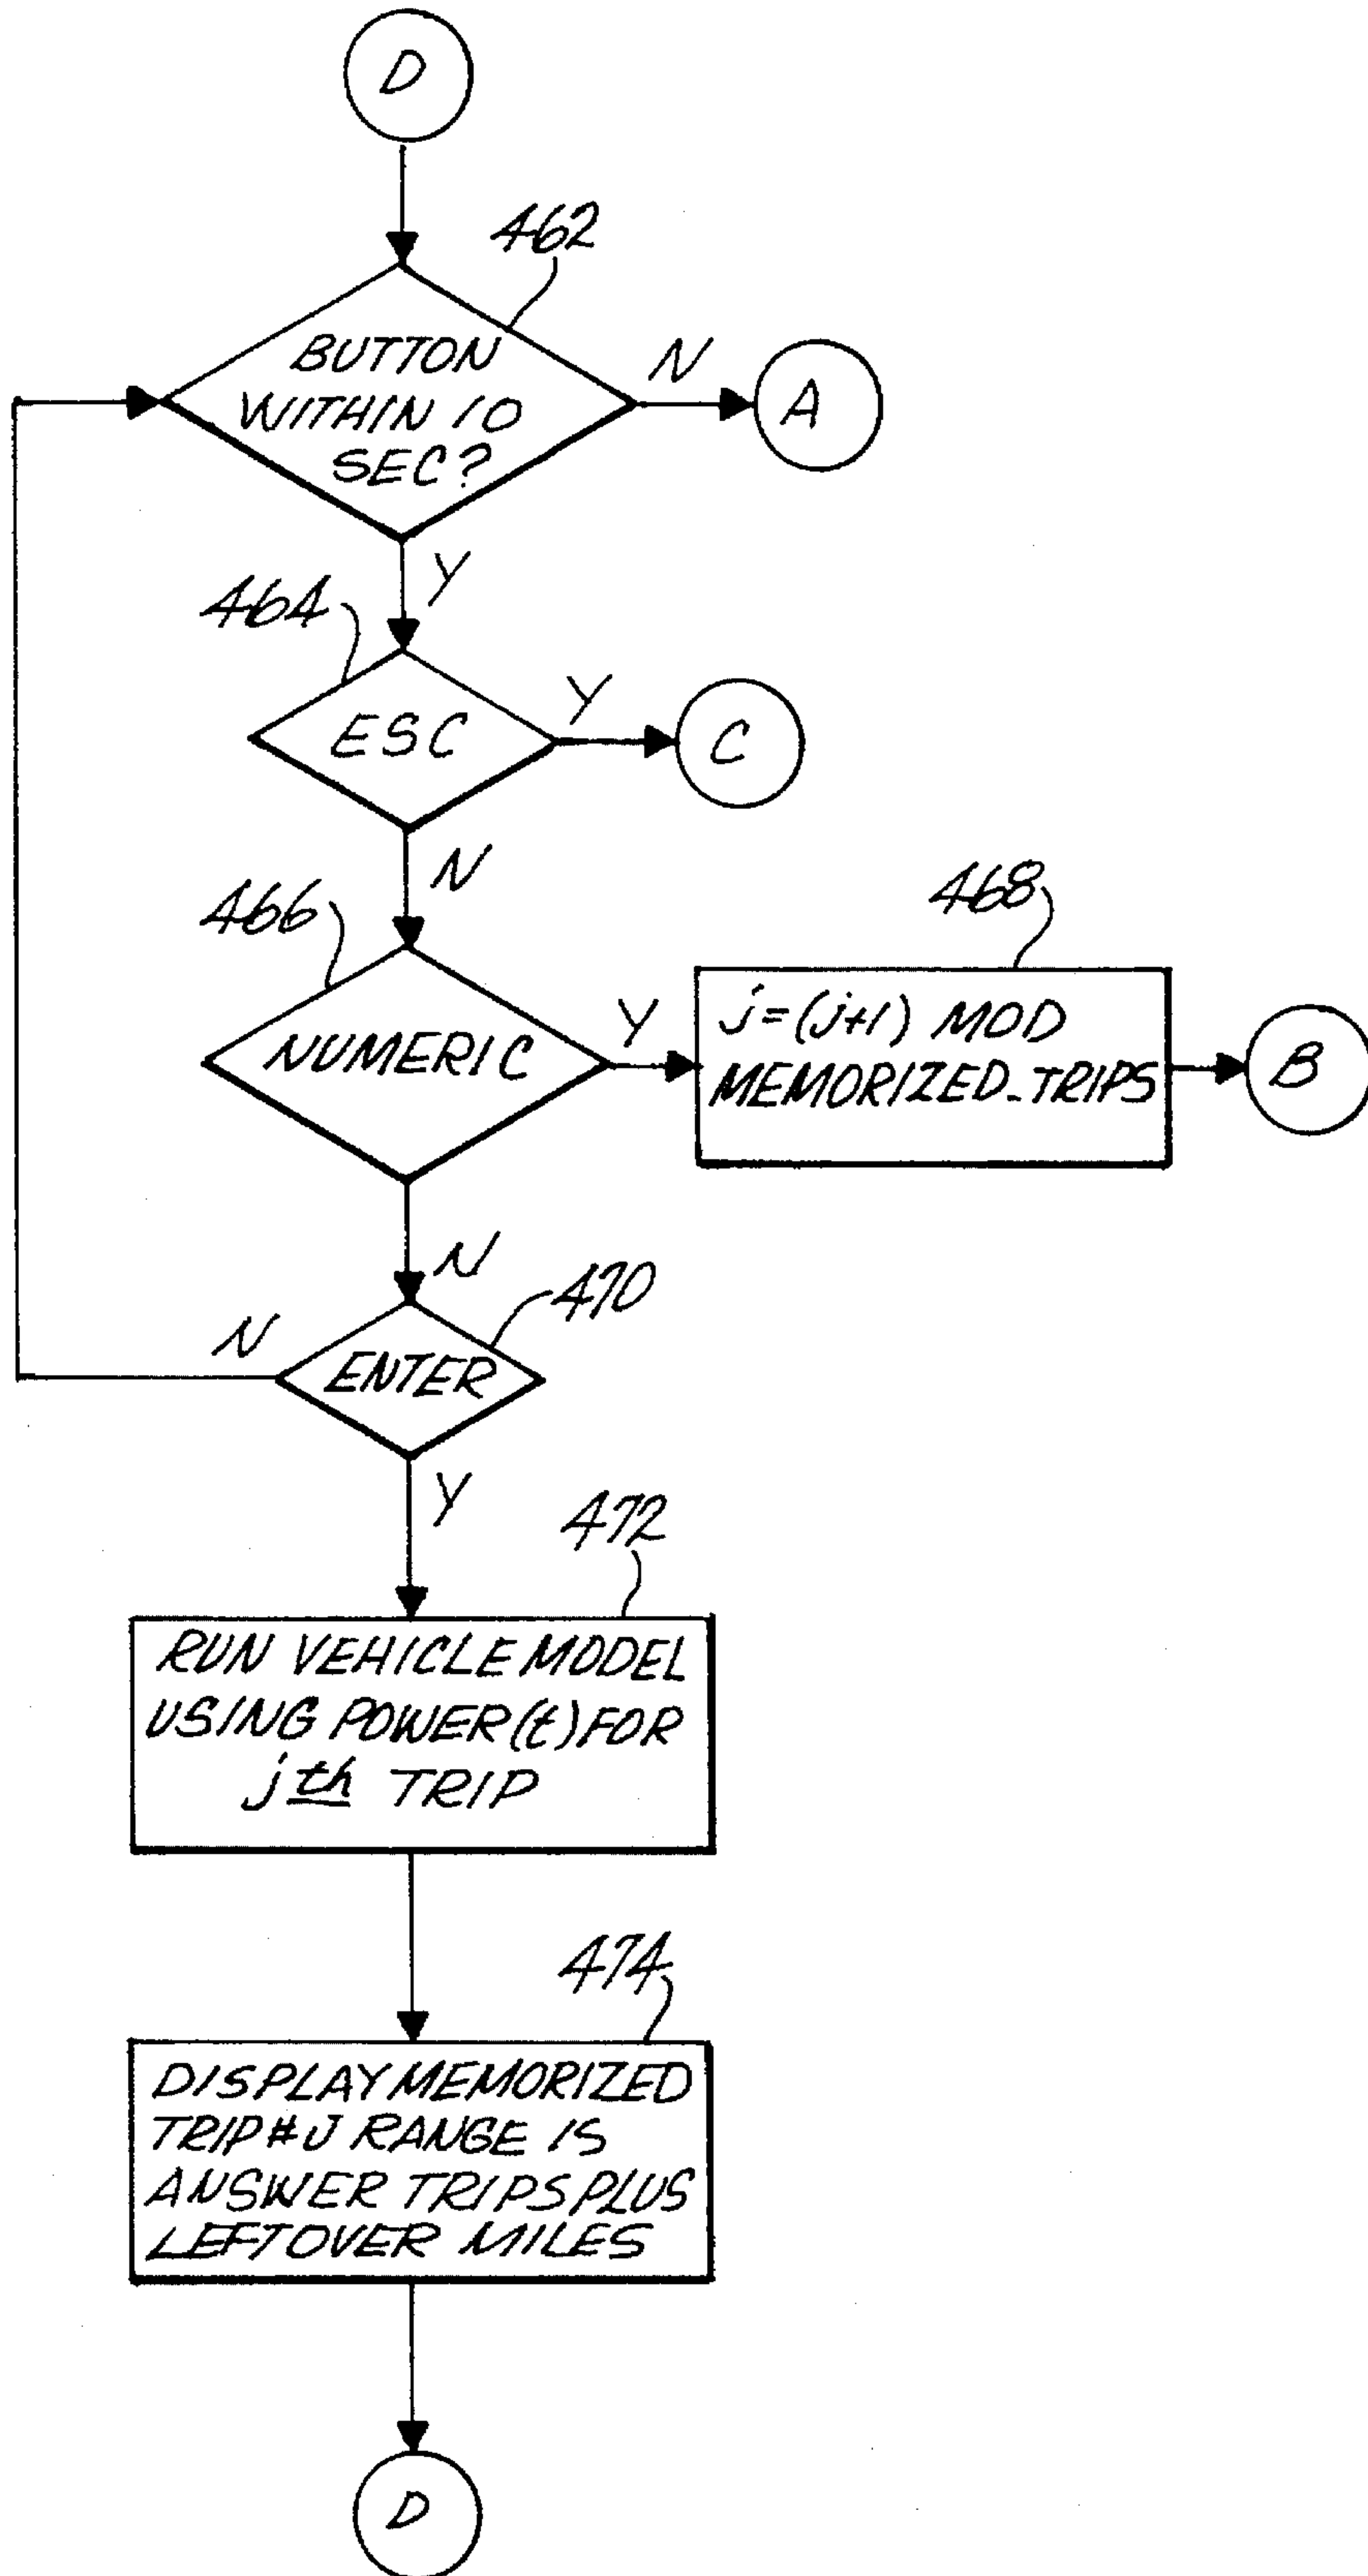 D
462
BUTTON
WITHIN 10
SEC?
N
A
Y
464
ESC
Y
C
N
466
NUMERIC
Y
468
j=(j+1) MOD
MEMORIZED_TRIPS
B
N
470
ENTER
N
Y
472
RUN VEHICLE MODEL
USING POWER(t) FOR
jth TRIP
474
DISPLAY MEMORIZED
TRIP#J RANGE IS
ANSWER TRIPS PLUS
LEFTOVER MILES
D